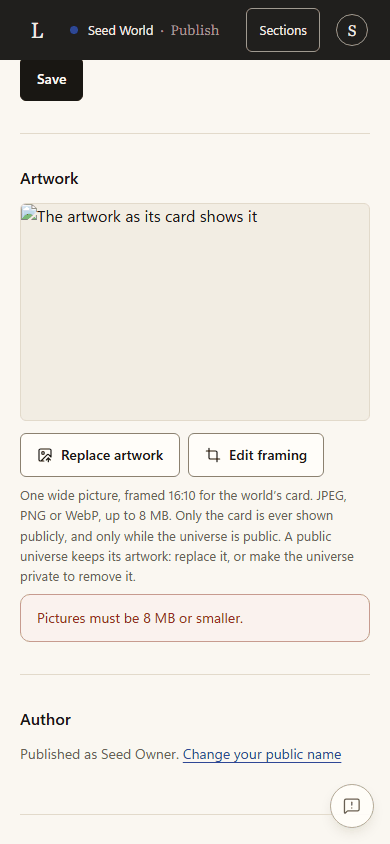 L
Seed World · Publish
Sections
S
Save
Artwork
The artwork as its card shows it
Replace artwork
Edit framing
One wide picture, framed 16:10 for the world's card. JPEG,
PNG or WebP, up to 8 MB. Only the card is ever shown
publicly, and only while the universe is public. A public
universe keeps its artwork: replace it, or make the universe
private to remove it.
Pictures must be 8 MB or smaller.
Author
Published as Seed Owner. Change your public name